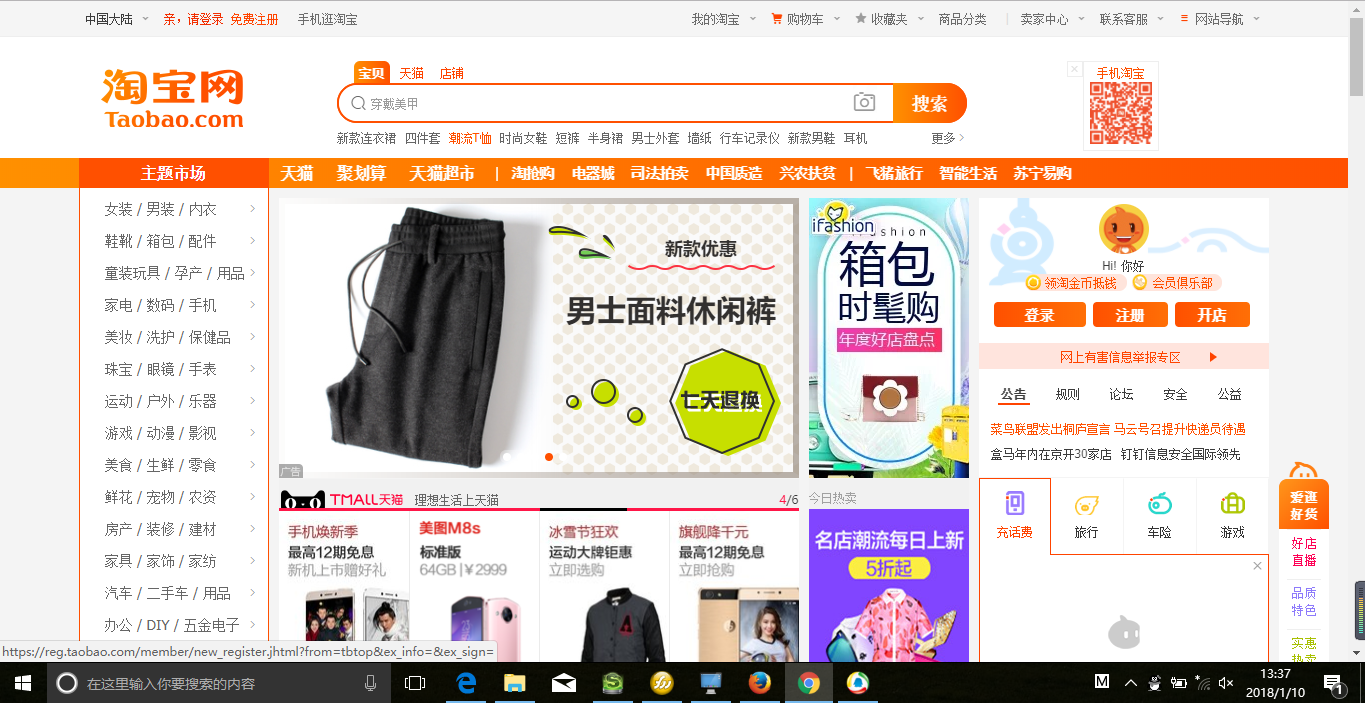 中国大陆 亲，请登录 免费注册 手机逛淘宝 我的淘宝 购物车 收藏夹 商品分类 卖家中心 联系客服 网站导航
宝贝 天猫 店铺
手机淘宝
淘宝网
Taobao.com
穿戴美甲 搜索
新款连衣裙 四件套 潮流T恤 时尚女鞋 短裤 半身裙 男士外套 墙纸 行车记录仪 新款男鞋 耳机 更多
主题市场 天猫 聚划算 天猫超市 | 淘抢购 电器城 司法拍卖 中国质造 兴农扶贫 | 飞猪旅行 智能生活 苏宁易购
女装 / 男装 / 内衣
鞋靴 / 箱包 / 配件
童装玩具 / 孕产 / 用品
家电 / 数码 / 手机
美妆 / 洗护 / 保健品
珠宝 / 眼镜 / 手表
运动 / 户外 / 乐器
游戏 / 动漫 / 影视
美食 / 生鲜 / 零食
鲜花 / 宠物 / 农资
房产 / 装修 / 建材
家具 / 家饰 / 家纺
汽车 / 二手车 / 用品
办公 / DIY / 五金电子
新款优惠
男士面料休闲裤
七天退换
广告
ifashion
ifashion
箱包
时髦购
年度好店盘点
Hi! 你好
领淘金币抵钱 会员俱乐部
登录 注册 开店
网上有害信息举报专区
公告 规则 论坛 安全 公益
菜鸟联盟发出桐庐宣言 马云号召提升快递员待遇
盒马年内在京开30家店 钉钉信息安全国际领先
TMALL天猫 理想生活上天猫 4/6
手机焕新季
最高12期免息
新机上市赠好礼
美图M8s
标准版
64GB | ¥2999
冰雪节狂欢
运动大牌钜惠
立即选购
旗舰降千元
最高12期免息
立即抢购
今日热卖
名店潮流每日上新
5折起
充话费 旅行 车险 游戏
爱逛
好货
好店
直播
品质
特色
实惠
热卖
https://reg.taobao.com/member/new_register.jhtml?from=tbtop&ex_info=&ex_sign=
在这里输入你要搜索的内容
M
13:37
2018/1/10
1